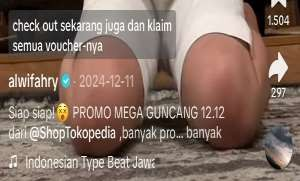 1.504
check out sekarang juga dan klaim
semua voucher-nya
alwifahry · 2024-12-11
297
Siap siap!😵 PROMO MEGA GUNCANG 12.12
dari @ShopTokopedia ,banyak pro... banyak
♫ Indonesian Type Beat Jawa